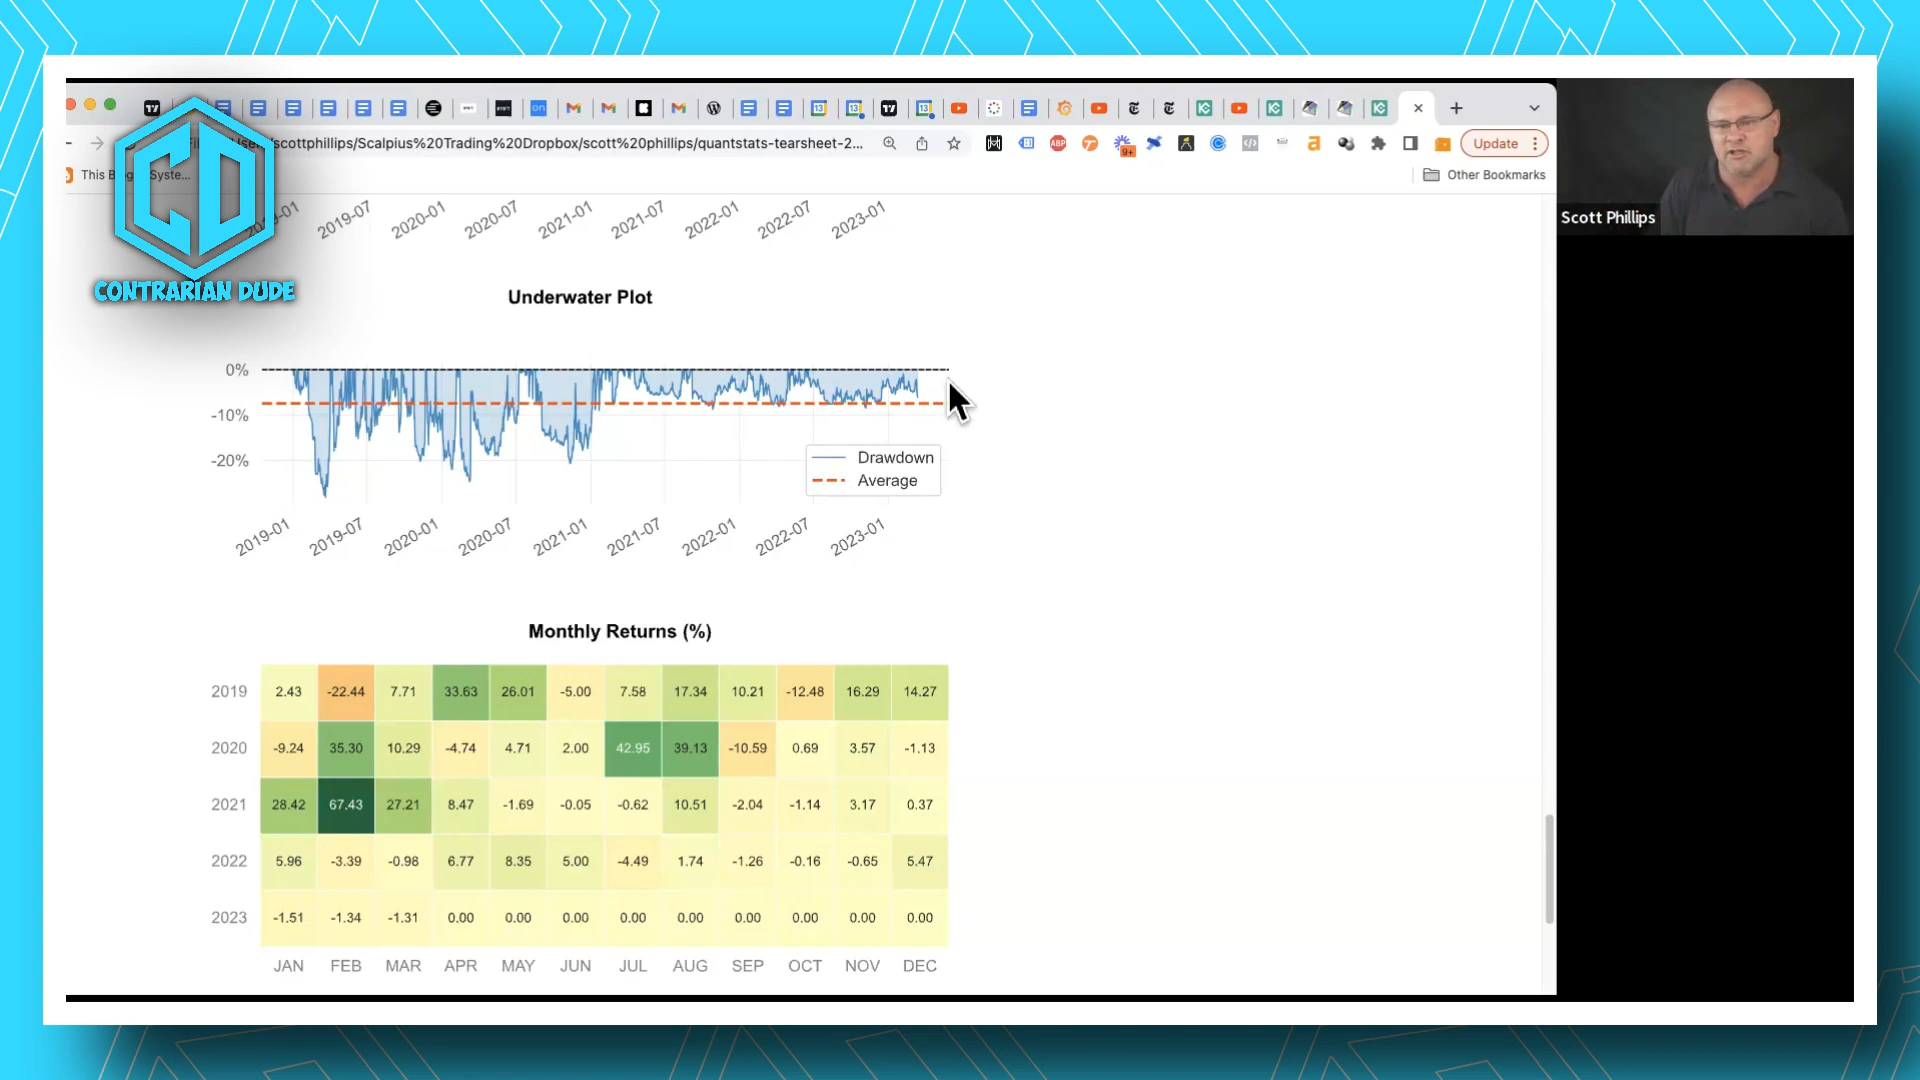 Update
scottphillips/Scalpius%20Trading%20Dropbox/scott%20phillips/quantstats-tearsheet-2...
ABP
9+
This B
Syste...
Other Bookmarks
CD
CONTRARIAN DUDE
Scott Phillips
2019-07 2020-01 2020-07 2021-01 2021-07 2022-01 2022-07 2023-01
Underwater Plot
0%
-10%
-20%
Drawdown
Average
2019-01 2019-07 2020-01 2020-07 2021-01 2021-07 2022-01 2022-07 2023-01
Monthly Returns (%)
2019 2.43 -22.44 7.71 33.63 26.01 -5.00 7.58 17.34 10.21 -12.48 16.29 14.27
2020 -9.24 35.30 10.29 -4.74 4.71 2.00 42.95 39.13 -10.59 0.69 3.57 -1.13
2021 28.42 67.43 27.21 8.47 -1.69 -0.05 -0.62 10.51 -2.04 -1.14 3.17 0.37
2022 5.96 -3.39 -0.98 6.77 8.35 5.00 -4.49 1.74 -1.26 -0.16 -0.65 5.47
2023 -1.51 -1.34 -1.31 0.00 0.00 0.00 0.00 0.00 0.00 0.00 0.00 0.00
JAN FEB MAR APR MAY JUN JUL AUG SEP OCT NOV DEC